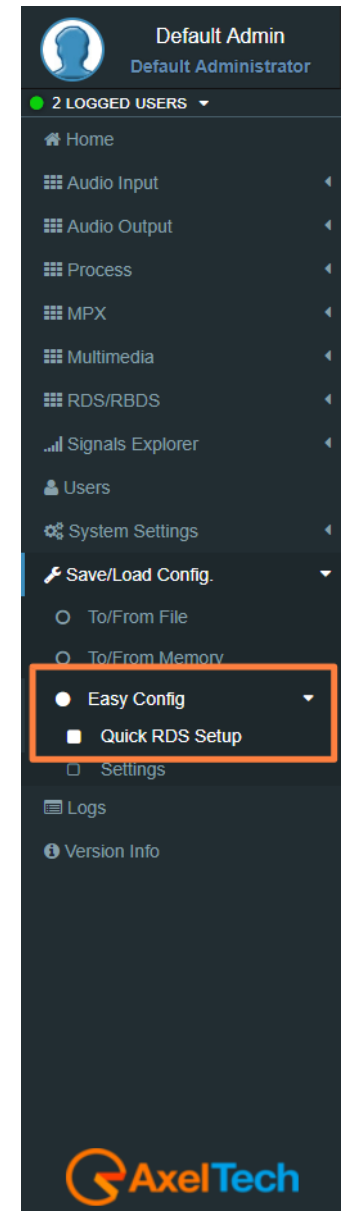 Default Admin
Default Administrator
2 LOGGED USERS
Home
Audio Input
Audio Output
Process
MPX
Multimedia
RDS/RBDS
Signals Explorer
Users
System Settings
Save/Load Config.
To/From File
To/From Memory
Easy Config
Quick RDS Setup
Settings
Logs
Version Info
AxelTech